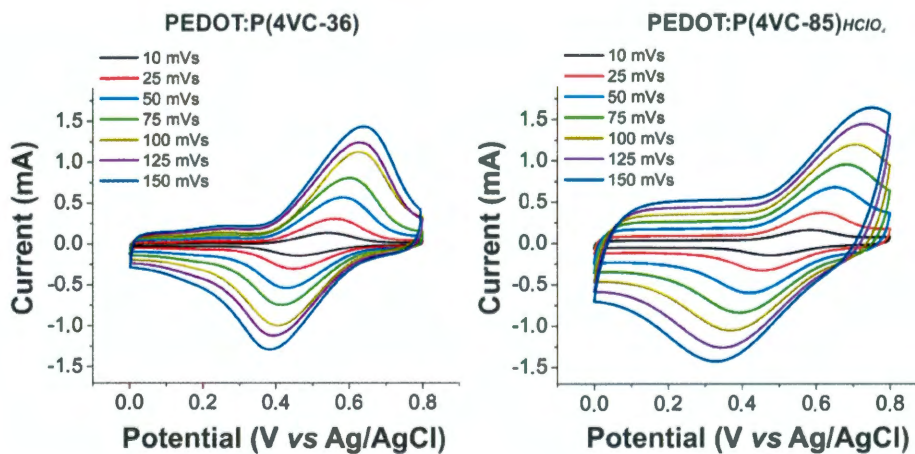 PEDOT:P(4VC-36)
10 mVs
25 mVs
50 mVs
75 mVs
100 mVs
125 mVs
150 mVs
1.5
1.0
0.5
0.0
-0.5
-1.0
-1.5
Current (mA)
0.0 0.2 0.4 0.6 0.8
Potential (V vs Ag/AgCl)
PEDOT:P(4VC-85)HClO₄
10 mVs
25 mVs
50 mVs
75 mVs
100 mVs
125 mVs
150 mVs
1.5
1.0
0.5
0.0
-0.5
-1.0
-1.5
Current (mA)
0.0 0.2 0.4 0.6 0.8
Potential (V vs Ag/AgCl)